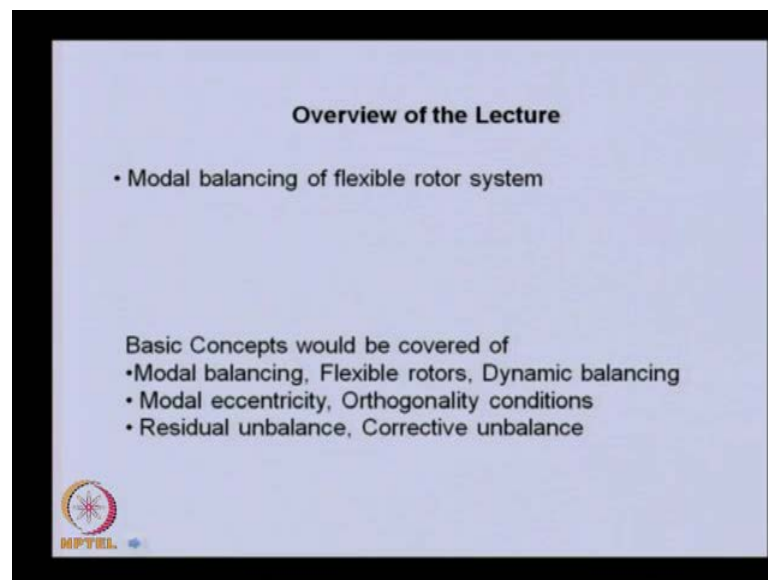 Overview of the Lecture
• Modal balancing of flexible rotor system
Basic Concepts would be covered of
•Modal balancing, Flexible rotors, Dynamic balancing
• Modal eccentricity, Orthogonality conditions
• Residual unbalance, Corrective unbalance
NPTEL